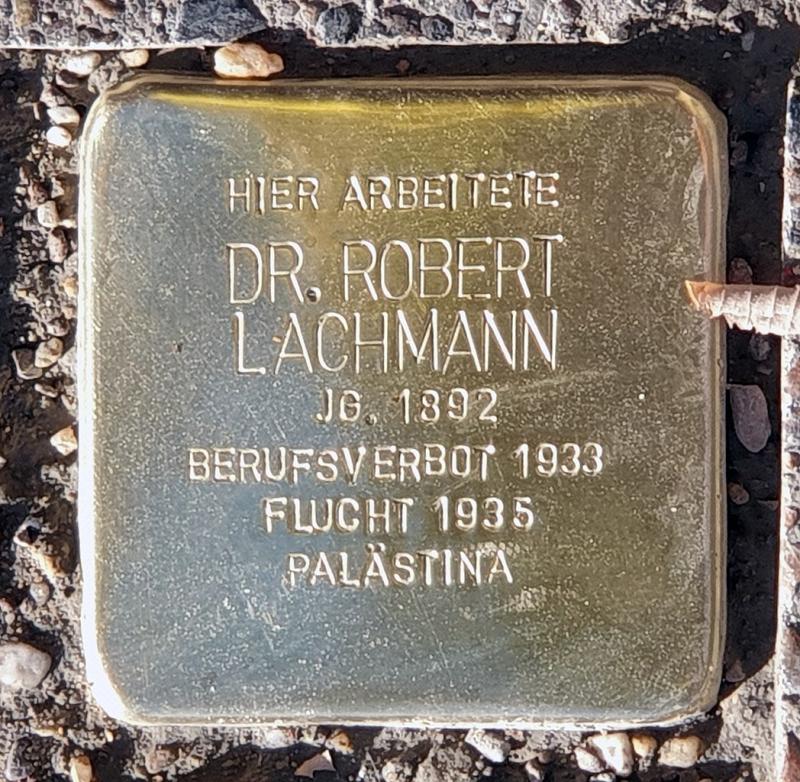 HIER ARBEITETE
DR. ROBERT
LACHMANN
JG. 1892
BERUFSVERBOT 1933
FLUCHT 1935
PALÄSTINA